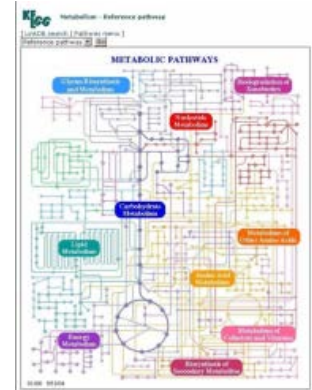 KEGG Metabolism - Reference pathway
[ LinkDB search | Pathway menu ]
Reference pathway Go
METABOLIC PATHWAYS
Glycan Biosynthesis
and Metabolism
Biodegradation of
Xenobiotics
Nucleotide
Metabolism
Carbohydrate
Metabolism
Lipid
Metabolism
Metabolism of
Other Amino Acids
Amino Acid
Metabolism
Energy
Metabolism
Metabolism of
Cofactors and Vitamins
Biosynthesis of
Secondary Metabolites